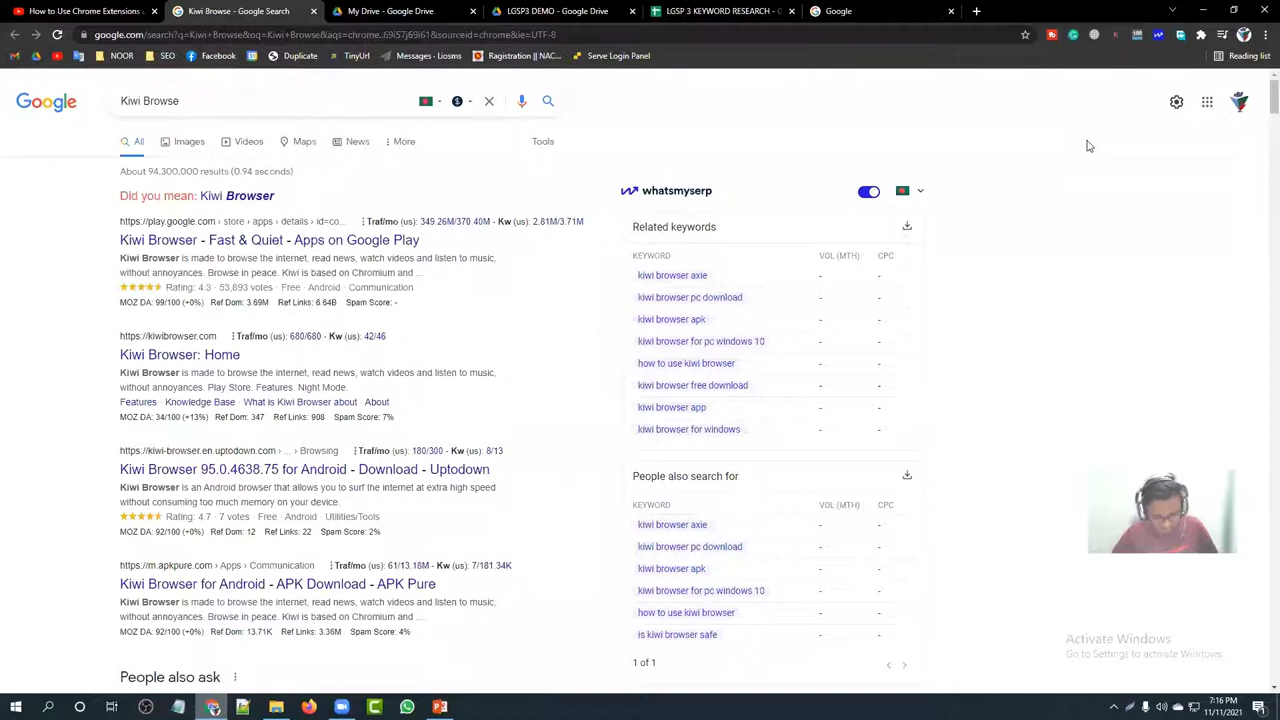 How to Use Chrome Extensions
Kiwi Browse - Google Search
My Drive - Google Drive
LGSP3 DEMO - Google Drive
LGSP 3 KEYWORD RESEARCH - G
Google
google.com/search?q=Kiwi+Browse&oq=Kiwi+Browse&aqs=chrome..69i57j69i61&sourceid=chrome&ie=UTF-8
NOOR
SEO
Facebook
Duplicate
TinyUrl
Messaging - Liosms
Ragistration || NAC...
Serve Panel
Reading list
Google
Kiwi Browse
All
Images
Videos
Maps
News
More
Tools
About 94,300,000 results (0.94 seconds)
Did you mean: Kiwi Browser
https://play.google.com › store › apps › details › id=co...
Traf/mo (us): 349.26M/370.40M - Kw (us): 2.81M/3.71M
Kiwi Browser - Fast & Quiet - Apps on Google Play
Kiwi Browser is made to browse the internet, read news, watch videos and listen to music,
without annoyances. Browse in peace. Kiwi is based on Chromium and ...
Rating: 4.3 · 53,893 votes · Free · Android · Communication
MOZ DA: 99/100 (+0%) Ref Dom: 3.69M Ref Links: 6.64B Spam Score: -
https://kiwibrowser.com
Traf/mo (us): 680/680 - Kw (us): 42/46
Kiwi Browser: Home
Kiwi Browser is made to browse the internet, read news, watch videos and listen to music,
without annoyances. Play Store. Features. Night Mode.
Features · Knowledge Base · What is Kiwi Browser about · About
MOZ DA: 34/100 (+13%) Ref Dom: 347 Ref Links: 908 Spam Score: 7%
https://kiwi-browser.en.uptodown.com › ... › Browsing
Traf/mo (us): 180/300 - Kw (us): 8/13
Kiwi Browser 95.0.4638.75 for Android - Download - Uptodown
Kiwi Browser is an Android browser that allows you to surf the internet at extra high speed
without consuming too much memory on your device.
Rating: 4.7 · 7 votes · Free · Android · Utilities/Tools
MOZ DA: 92/100 (+0%) Ref Dom: 12 Ref Links: 22 Spam Score: 2%
https://m.apkpure.com › Apps › Communication
Traf/mo (us): 61/13.18M - Kw (us): 7/181.34K
Kiwi Browser for Android - APK Download - APK Pure
Kiwi Browser is made to browse the internet, read news, watch videos and listen to music,
without annoyances. Browse in peace. Kiwi is based on Chromium and ...
MOZ DA: 92/100 (+0%) Ref Dom: 13.71K Ref Links: 3.36M Spam Score: 4%
People also ask
whatsmyserp
Related keywords
KEYWORD VOL (MTH) CPC
kiwi browser axie - -
kiwi browser pc download - -
kiwi browser apk - -
kiwi browser for pc windows 10 - -
how to use kiwi browser - -
kiwi browser free download - -
kiwi browser app - -
kiwi browser for windows - -
People also search for
KEYWORD VOL (MTH) CPC
kiwi browser axie - -
kiwi browser pc download - -
kiwi browser apk - -
kiwi browser for pc windows 10 - -
how to use kiwi browser - -
is kiwi browser safe - -
1 of 1
Activate Windows
Go to Settings to activate Windows.
7:16 PM
11/11/2021